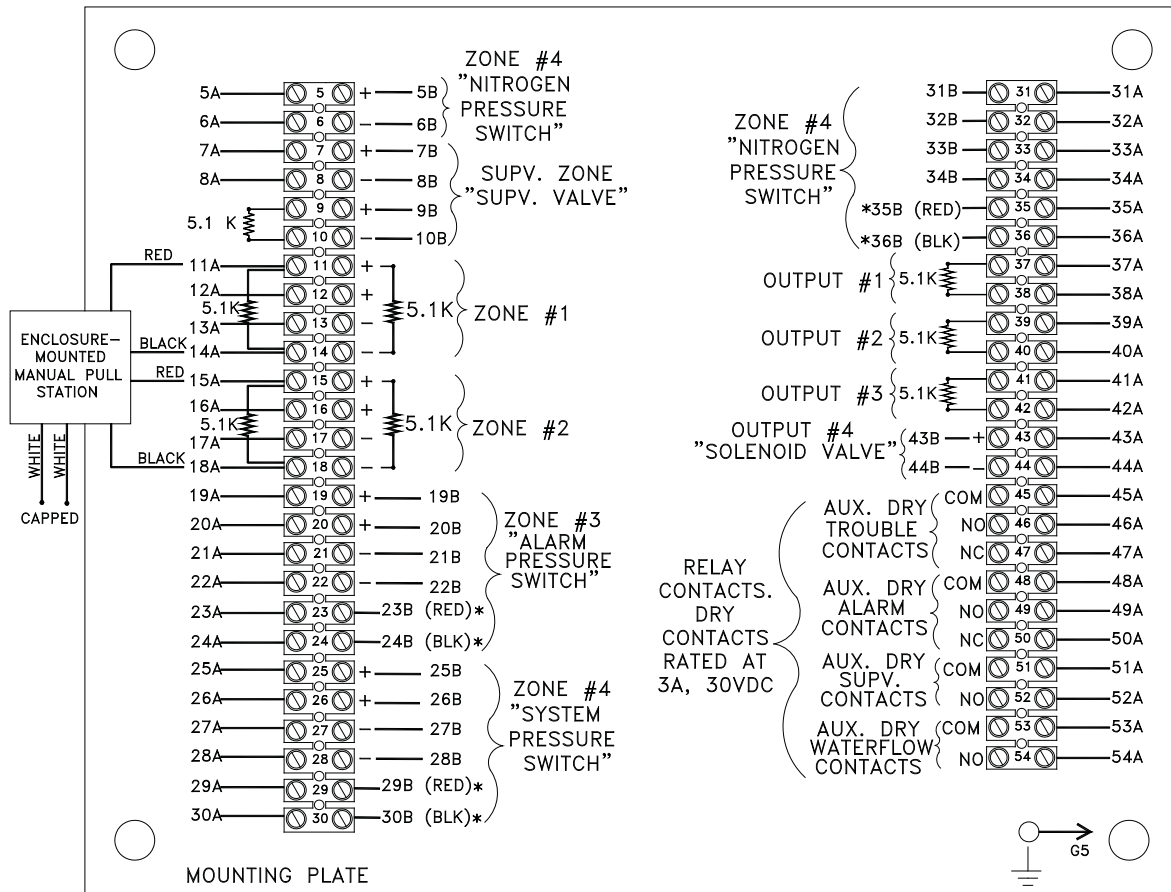 ZONE #4
"NITROGEN
PRESSURE
SWITCH"
5A 5 + 5B
6A 6 - 6B
7A 7 + 7B
8A 8 - 8B
SUPV. ZONE
"SUPV. VALVE"
5.1 K
9 + 9B
10 - 10B
RED
11A 11 +
12A 12 +
5.1K
13A 13 -
BLACK
14A 14 -
5.1K
ZONE #1
ENCLOSURE-
MOUNTED
MANUAL PULL
STATION
RED
15A 15 +
16A 16 +
5.1K
17A 17 -
BLACK
18A 18 -
5.1K
ZONE #2
WHITE
WHITE
CAPPED
19A 19 + 19B
20A 20 + 20B
21A 21 - 21B
22A 22 - 22B
23A 23 23B (RED)*
24A 24 24B (BLK)*
ZONE #3
"ALARM
PRESSURE
SWITCH"
25A 25 + 25B
26A 26 + 26B
27A 27 - 27B
28A 28 - 28B
29A 29 29B (RED)*
30A 30 30B (BLK)*
ZONE #4
"SYSTEM
PRESSURE
SWITCH"
MOUNTING PLATE
ZONE #4
"NITROGEN
PRESSURE
SWITCH"
31B 31 31A
32B 32 32A
33B 33 33A
34B 34 34A
*35B (RED) 35 35A
*36B (BLK) 36 36A
OUTPUT #1
5.1K
37 37A
38 38A
OUTPUT #2
5.1K
39 39A
40 40A
OUTPUT #3
5.1K
41 41A
42 42A
OUTPUT #4
"SOLENOID VALVE"
43B + 43 43A
44B - 44 44A
RELAY
CONTACTS.
DRY
CONTACTS
RATED AT
3A, 30VDC
AUX. DRY
TROUBLE
CONTACTS
COM 45 45A
NO 46 46A
NC 47 47A
AUX. DRY
ALARM
CONTACTS
COM 48 48A
NO 49 49A
NC 50 50A
AUX. DRY
SUPV.
CONTACTS
COM 51 51A
NO 52 52A
AUX. DRY
WATERFLOW
CONTACTS
COM 53 53A
NO 54 54A
G5